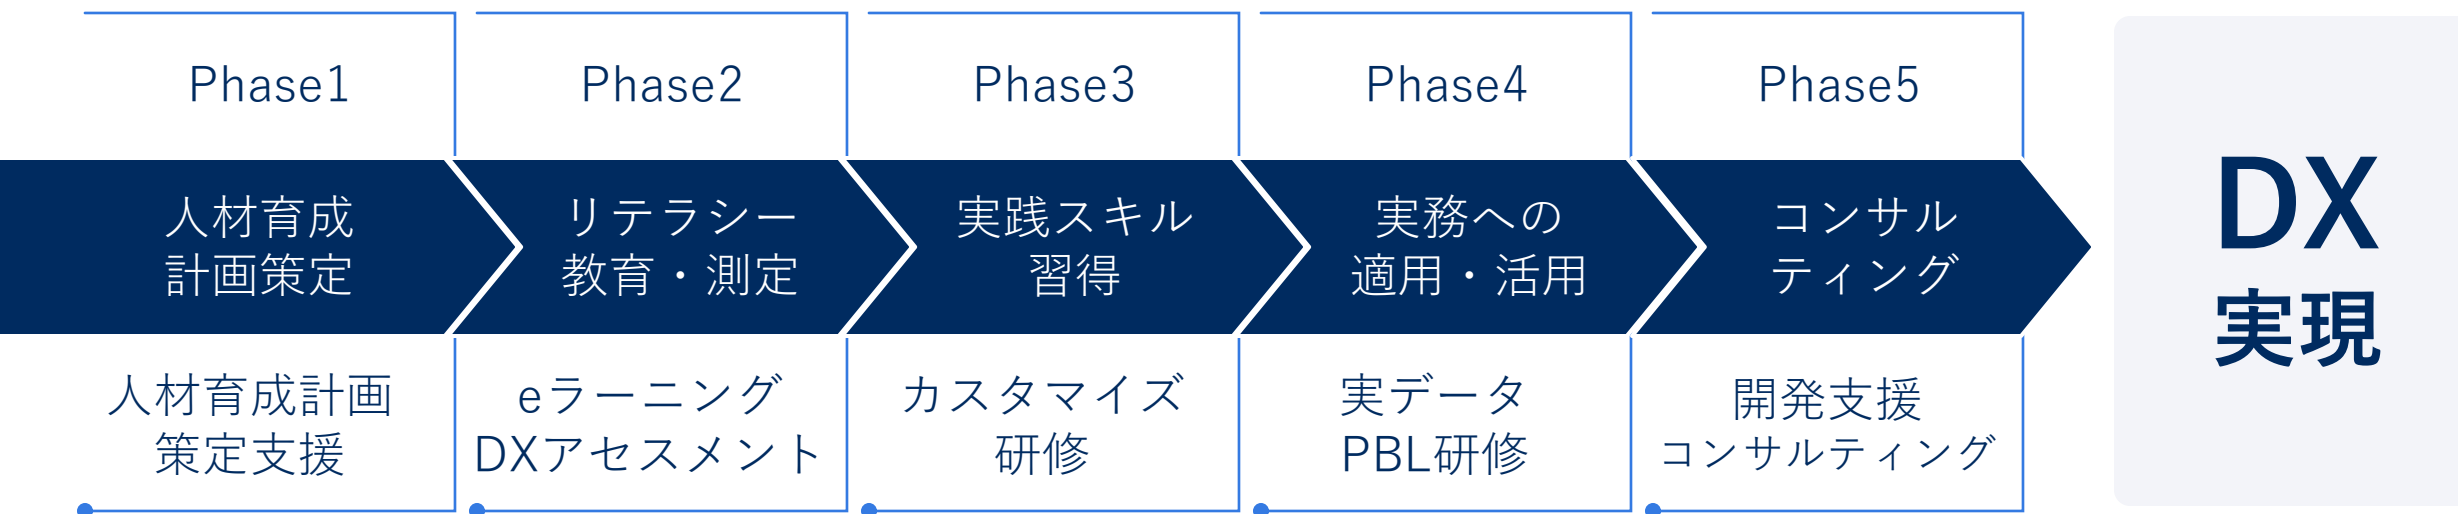 Phase1
人材育成
計画策定
人材育成計画
策定支援
Phase2
リテラシー
教育・測定
eラーニング
DXアセスメント
Phase3
実践スキル
習得
カスタマイズ
研修
Phase4
実務への
適用・活用
実データ
PBL研修
Phase5
コンサル
ティング
開発支援
コンサルティング
DX
実現